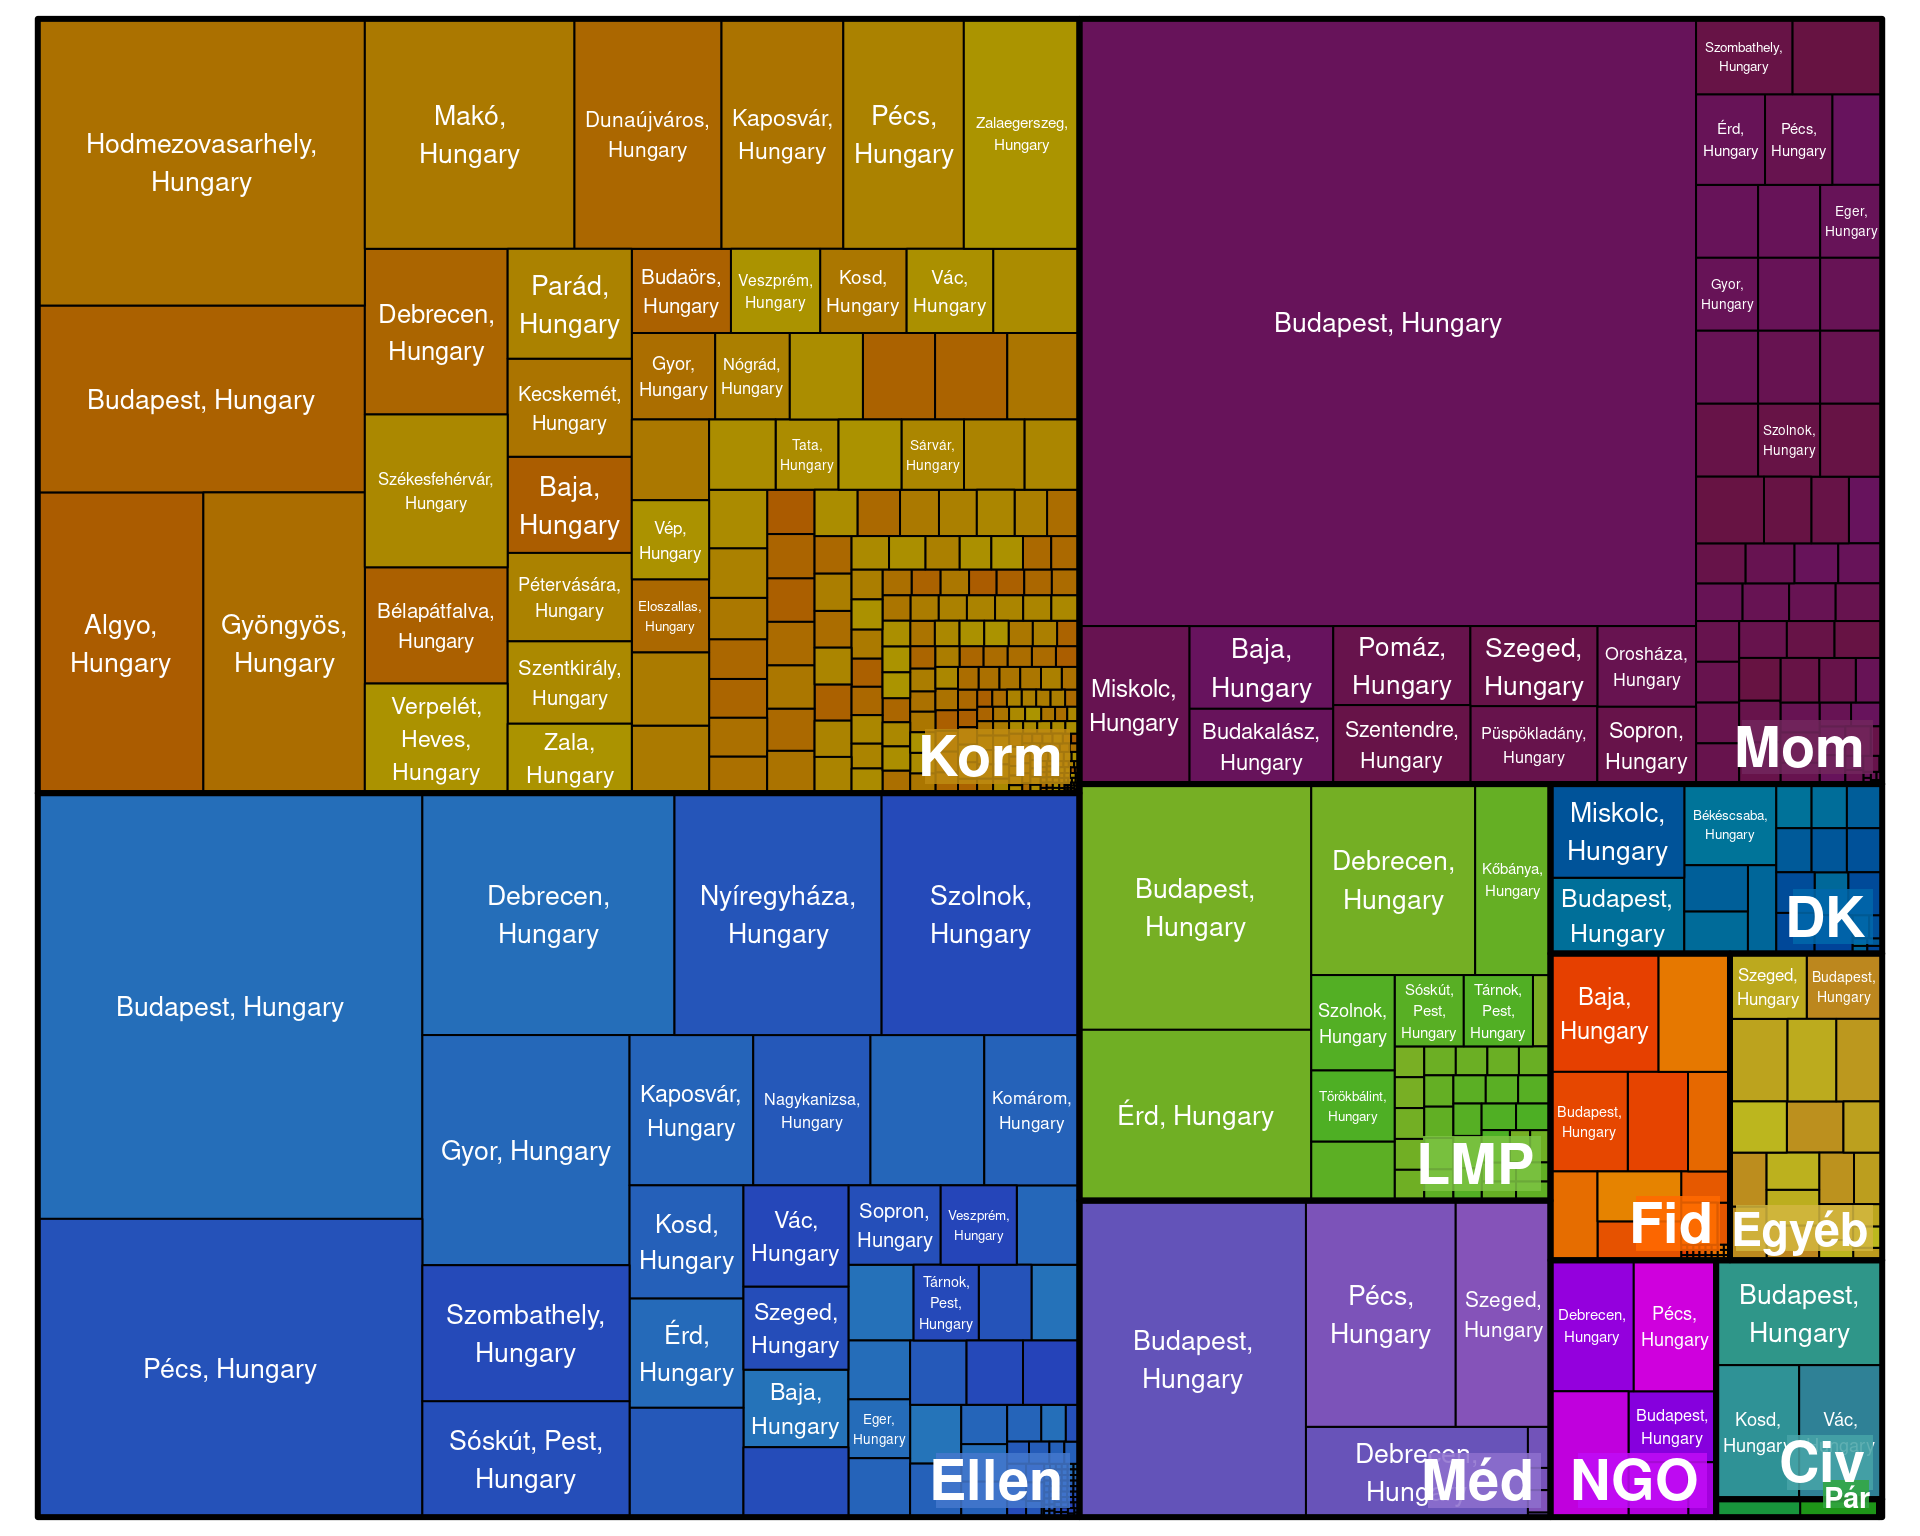 Hodmezovasarhely,
Hungary
Budapest, Hungary
Algyo,
Hungary
Gyöngyös,
Hungary
Makó,
Hungary
Dunaújváros,
Hungary
Kaposvár,
Hungary
Pécs,
Hungary
Zalaegerszeg,
Hungary
Debrecen,
Hungary
Székesfehérvár,
Hungary
Bélapátfalva,
Hungary
Verpelét,
Heves,
Hungary
Parád,
Hungary
Kecskemét,
Hungary
Baja,
Hungary
Pétervására,
Hungary
Szentkirály,
Hungary
Zala,
Hungary
Budaörs,
Hungary
Veszprém,
Hungary
Kosd,
Hungary
Vác,
Hungary
Gyor,
Hungary
Nógrád,
Hungary
Tata,
Hungary
Sárvár,
Hungary
Vép,
Hungary
Eloszallas,
Hungary
Korm
Budapest, Hungary
Miskolc,
Hungary
Baja,
Hungary
Budakalász,
Hungary
Pomáz,
Hungary
Szentendre,
Hungary
Szeged,
Hungary
Püspökladány,
Hungary
Orosháza,
Hungary
Sopron,
Hungary
Szombathely,
Hungary
Érd,
Hungary
Pécs,
Hungary
Eger,
Hungary
Gyor,
Hungary
Szolnok,
Hungary
Mom
Budapest, Hungary
Pécs, Hungary
Debrecen,
Hungary
Nyíregyháza,
Hungary
Szolnok,
Hungary
Gyor, Hungary
Szombathely,
Hungary
Sóskút, Pest,
Hungary
Kaposvár,
Hungary
Nagykanizsa,
Hungary
Komárom,
Hungary
Kosd,
Hungary
Érd,
Hungary
Vác,
Hungary
Szeged,
Hungary
Baja,
Hungary
Sopron,
Hungary
Veszprém,
Hungary
Tárnok,
Pest,
Hungary
Eger,
Hungary
Ellen
Budapest,
Hungary
Érd, Hungary
Debrecen,
Hungary
Kőbánya,
Hungary
Szolnok,
Hungary
Törökbálint,
Hungary
Sóskút,
Pest,
Hungary
Tárnok,
Pest,
Hungary
LMP
Budapest,
Hungary
Pécs,
Hungary
Szeged,
Hungary
Debrecen,
Hungary
Méd
Miskolc,
Hungary
Budapest,
Hungary
Békéscsaba,
Hungary
DK
Baja,
Hungary
Budapest,
Hungary
Fid
Szeged,
Hungary
Budapest,
Hungary
Egyéb
Debrecen,
Hungary
Pécs,
Hungary
Budapest,
Hungary
NGO
Budapest,
Hungary
Kosd,
Hungary
Vác,
Hungary
Civ
Pár